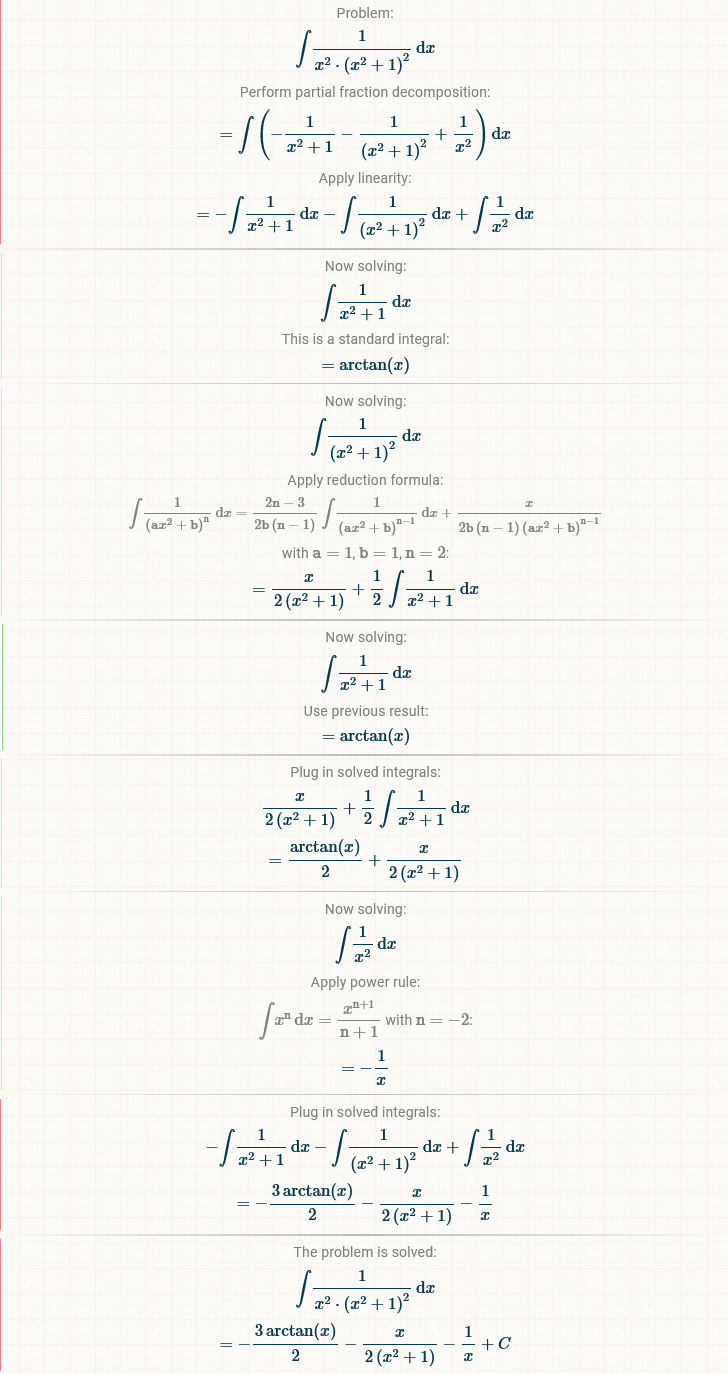 Problem:
∫ 1/(x² · (x² + 1)²) dx
Perform partial fraction decomposition:
= ∫ (−1/(x² + 1) − 1/(x² + 1)² + 1/x²) dx
Apply linearity:
= −∫ 1/(x² + 1) dx − ∫ 1/(x² + 1)² dx + ∫ 1/x² dx
Now solving:
∫ 1/(x² + 1) dx
This is a standard integral:
= arctan(x)
Now solving:
∫ 1/(x² + 1)² dx
Apply reduction formula:
∫ 1/(ax² + b)ⁿ dx = (2n − 3)/(2b (n − 1)) ∫ 1/(ax² + b)ⁿ⁻¹ dx + x/(2b (n − 1) (ax² + b)ⁿ⁻¹)
with a = 1, b = 1, n = 2:
= x/(2 (x² + 1)) + 1/2 ∫ 1/(x² + 1) dx
Now solving:
∫ 1/(x² + 1) dx
Use previous result:
= arctan(x)
Plug in solved integrals:
x/(2 (x² + 1)) + 1/2 ∫ 1/(x² + 1) dx
= arctan(x)/2 + x/(2 (x² + 1))
Now solving:
∫ 1/x² dx
Apply power rule:
∫ xⁿ dx = xⁿ⁺¹/(n + 1) with n = −2:
= −1/x
Plug in solved integrals:
−∫ 1/(x² + 1) dx − ∫ 1/(x² + 1)² dx + ∫ 1/x² dx
= −3 arctan(x)/2 − x/(2 (x² + 1)) − 1/x
The problem is solved:
∫ 1/(x² · (x² + 1)²) dx
= −3 arctan(x)/2 − x/(2 (x² + 1)) − 1/x + C